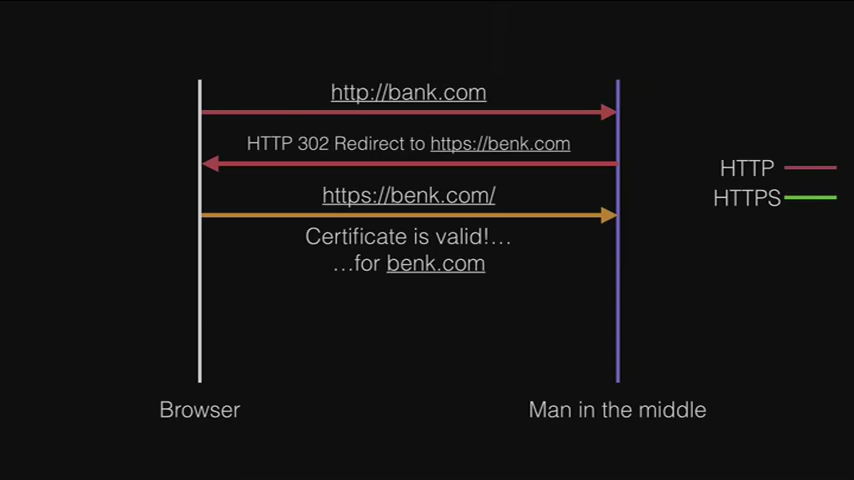 http://bank.com
HTTP 302 Redirect to https://benk.com
HTTP
https://benk.com/
HTTPS
Certificate is valid!...
...for benk.com
Browser
Man in the middle